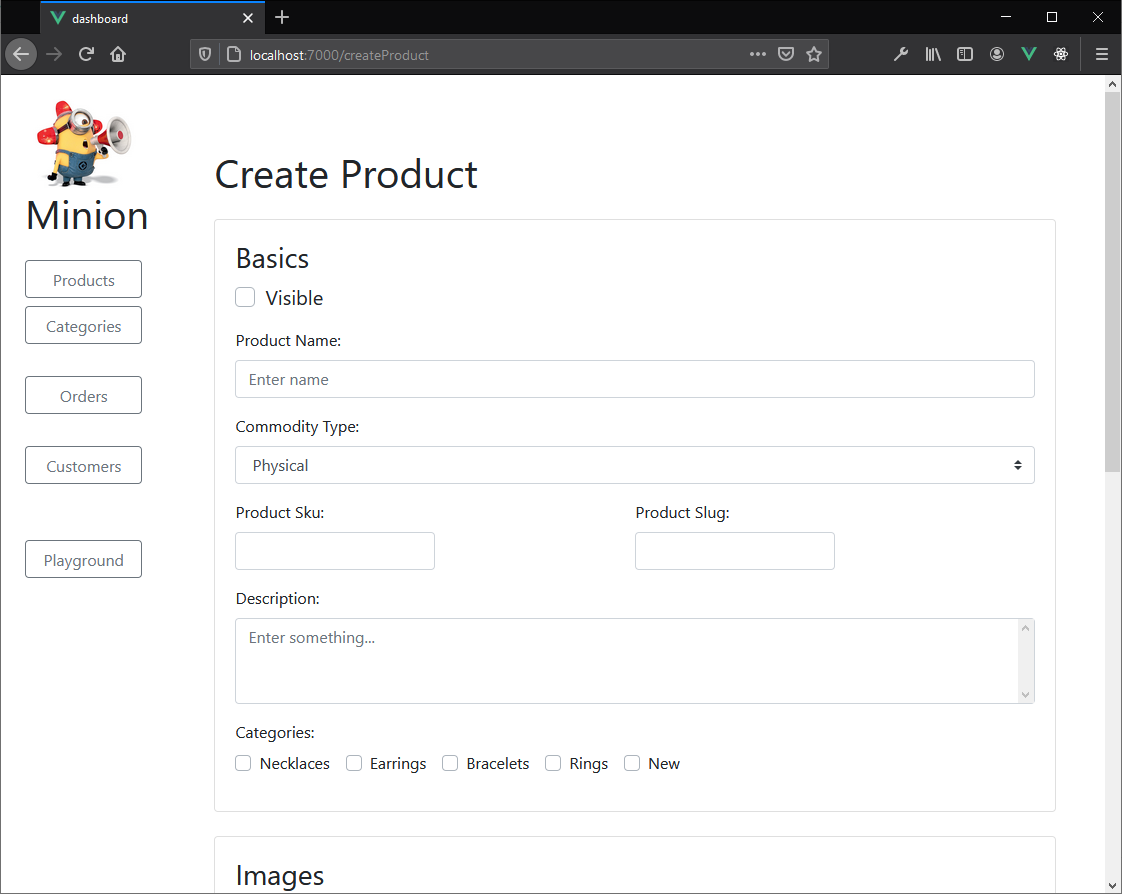 dashboard
localhost:7000/createProduct
Minion
Products
Categories
Orders
Customers
Playground
Create Product
Basics
Visible
Product Name:
Enter name
Commodity Type:
Physical
Product Sku: Product Slug:
Description:
Enter something...
Categories:
Necklaces Earrings Bracelets Rings New
Images